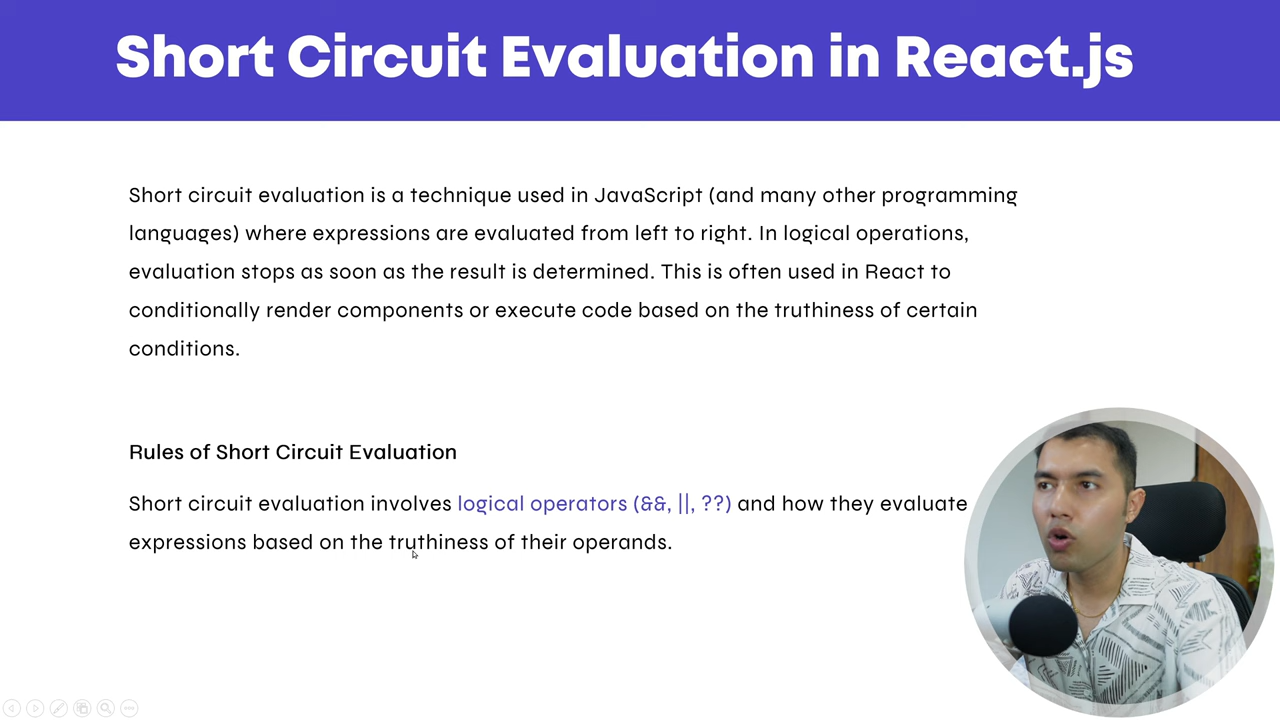 Short Circuit Evaluation in React.js
Short circuit evaluation is a technique used in JavaScript (and many other programming
languages) where expressions are evaluated from left to right. In logical operations,
evaluation stops as soon as the result is determined. This is often used in React to
conditionally render components or execute code based on the truthiness of certain
conditions.
Rules of Short Circuit Evaluation
Short circuit evaluation involves logical operators (&&, ||, ??) and how they evaluate
expressions based on the truthiness of their operands.